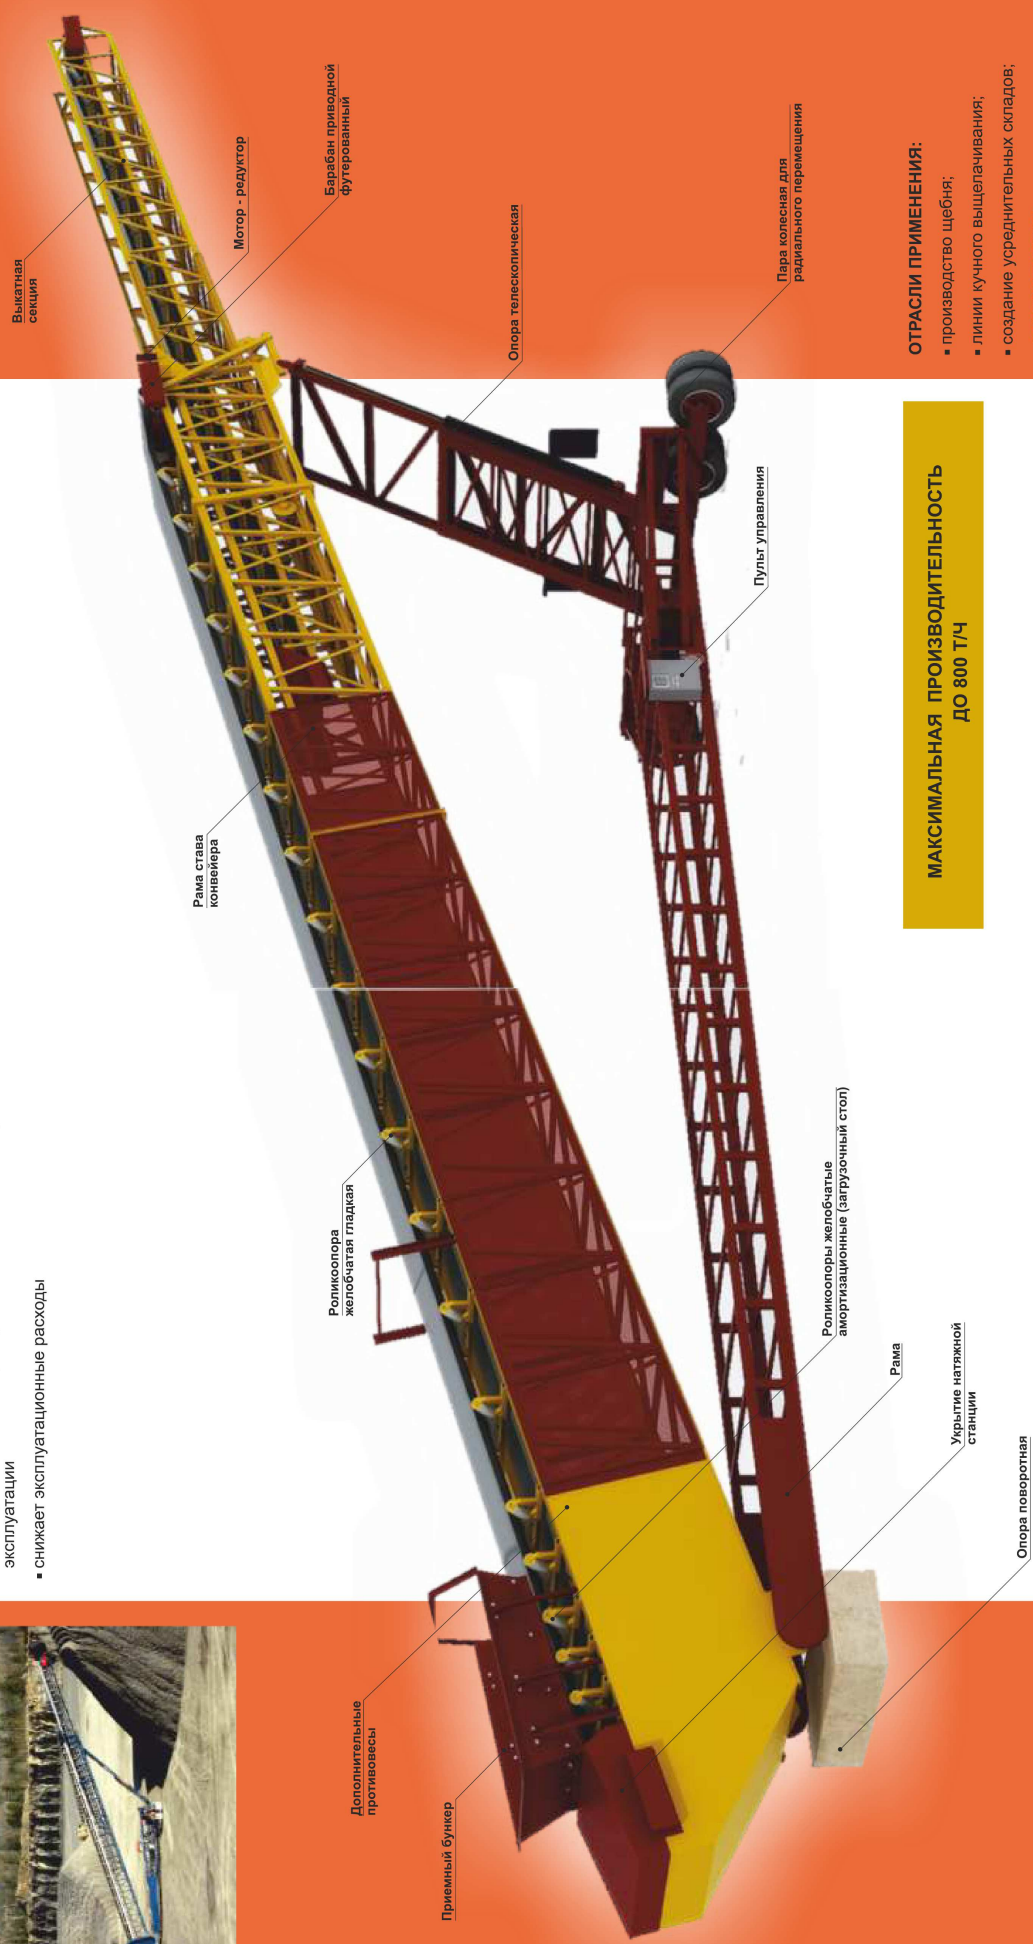 эксплуатации
▪ снижает эксплуатационные расходы
Выкатная
секция
Мотор - редуктор
Барабан приводной
футерованный
Опора телескопическая
Пара колесная для
радиального перемещения
Пульт управления
Рама става
конвейера
Роликоопора
желобчатая гладкая
Роликоопоры желобчатые
амортизационные (загрузочный стол)
Рама
Укрытие натяжной
станции
Опора поворотная
Дополнительные
противовесы
Приемный бункер
МАКСИМАЛЬНАЯ ПРОИЗВОДИТЕЛЬНОСТЬ
ДО 800 Т/Ч
ОТРАСЛИ ПРИМЕНЕНИЯ:
▪ производство щебня;
▪ линии кучного выщелачивания;
▪ создание усреднительных складов;